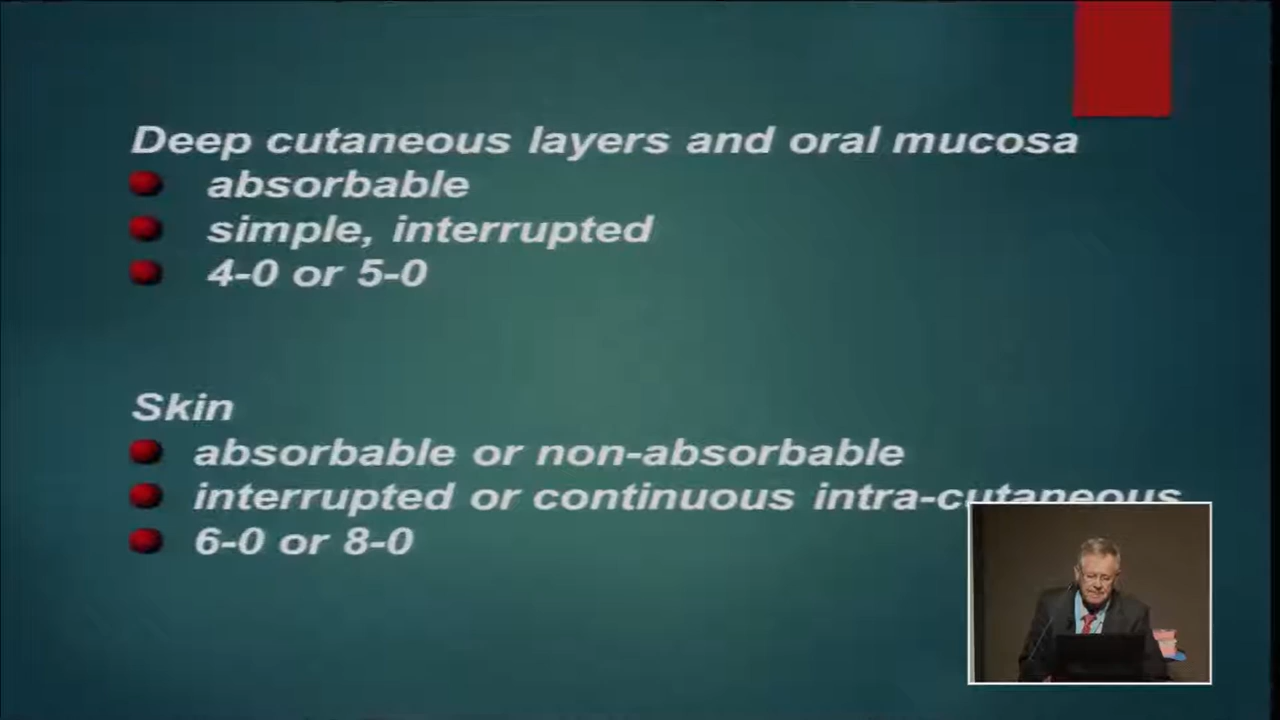 Deep cutaneous layers and oral mucosa
absorbable
simple, interrupted
4-0 or 5-0
Skin
absorbable or non-absorbable
interrupted or continuous intra-cutaneous
6-0 or 8-0